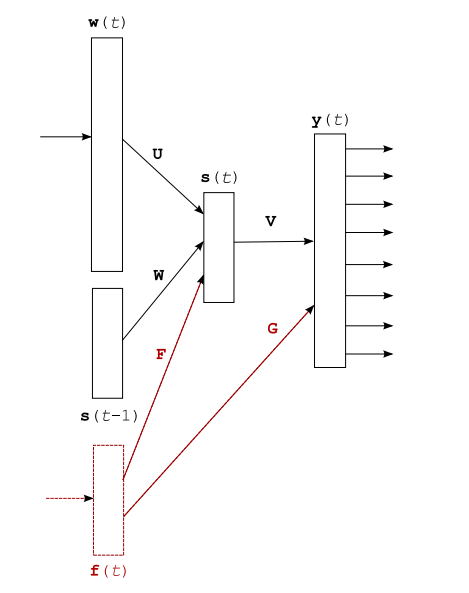 w(t)
y(t)
U
s(t)
V
W
G
F
s(t-1)
f(t)